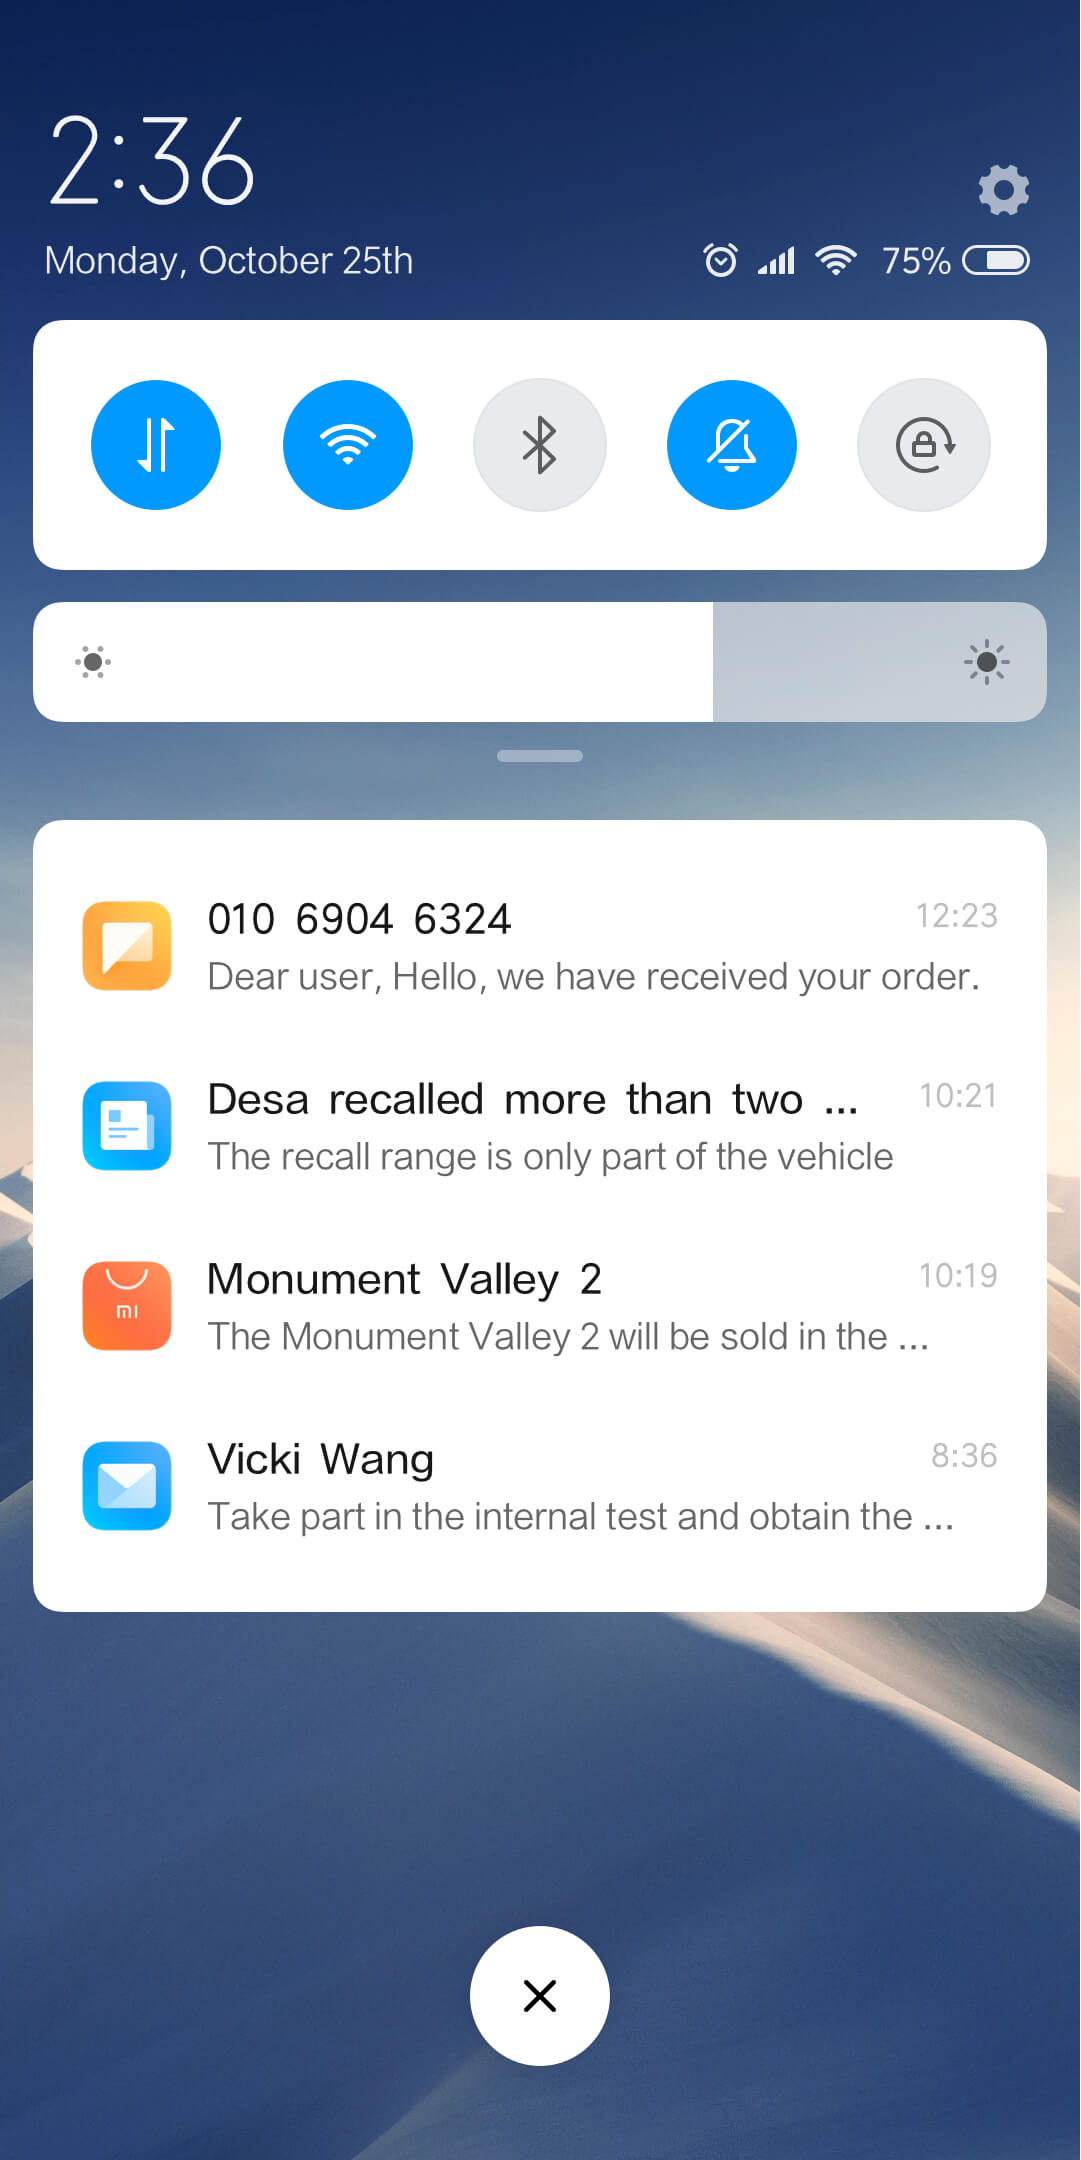 2:36
Monday, October 25th
75%
010 6904 6324
12:23
Dear user, Hello, we have received your order.
Desa recalled more than two ...
10:21
The recall range is only part of the vehicle
Monument Valley 2
10:19
The Monument Valley 2 will be sold in the ...
MI
Vicki Wang
8:36
Take part in the internal test and obtain the ...